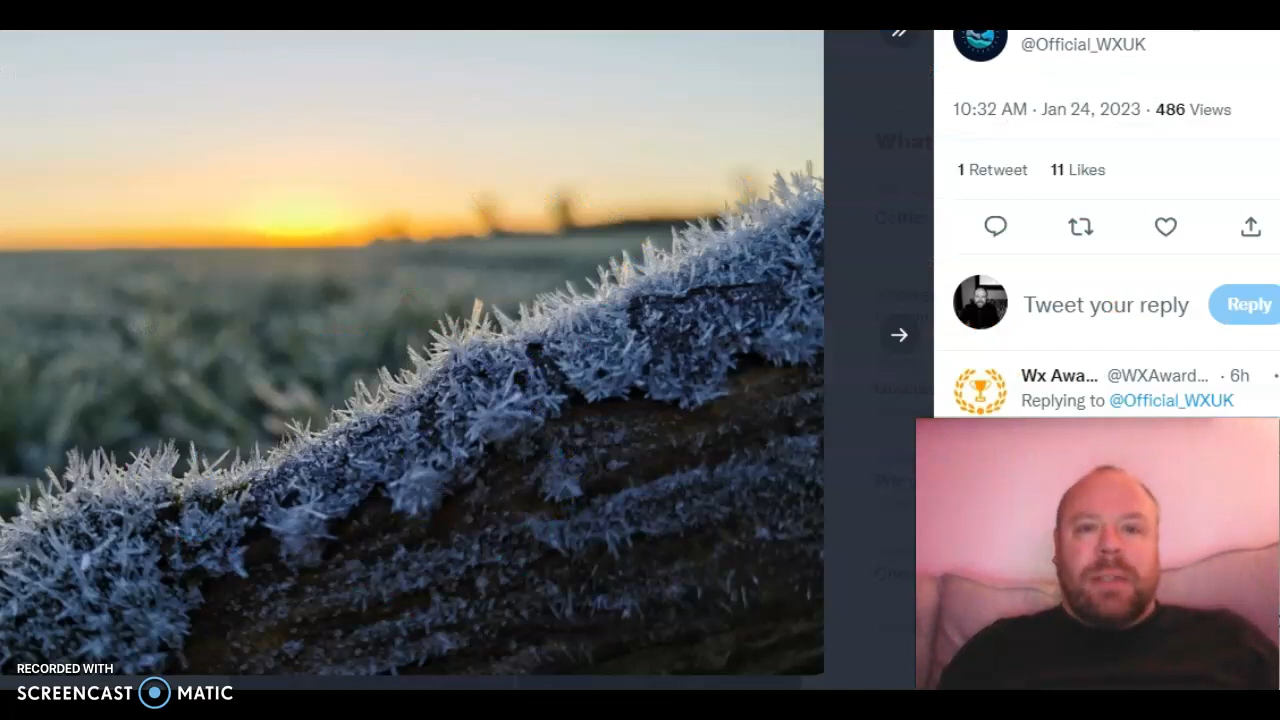 @Official_WXUK
10:32 AM · Jan 24, 2023 · 486 Views
1 Retweet 11 Likes
Tweet your reply Reply
Wx Awa... @WXAward... · 6h
Replying to @Official_WXUK
RECORDED WITH
SCREENCAST MATIC